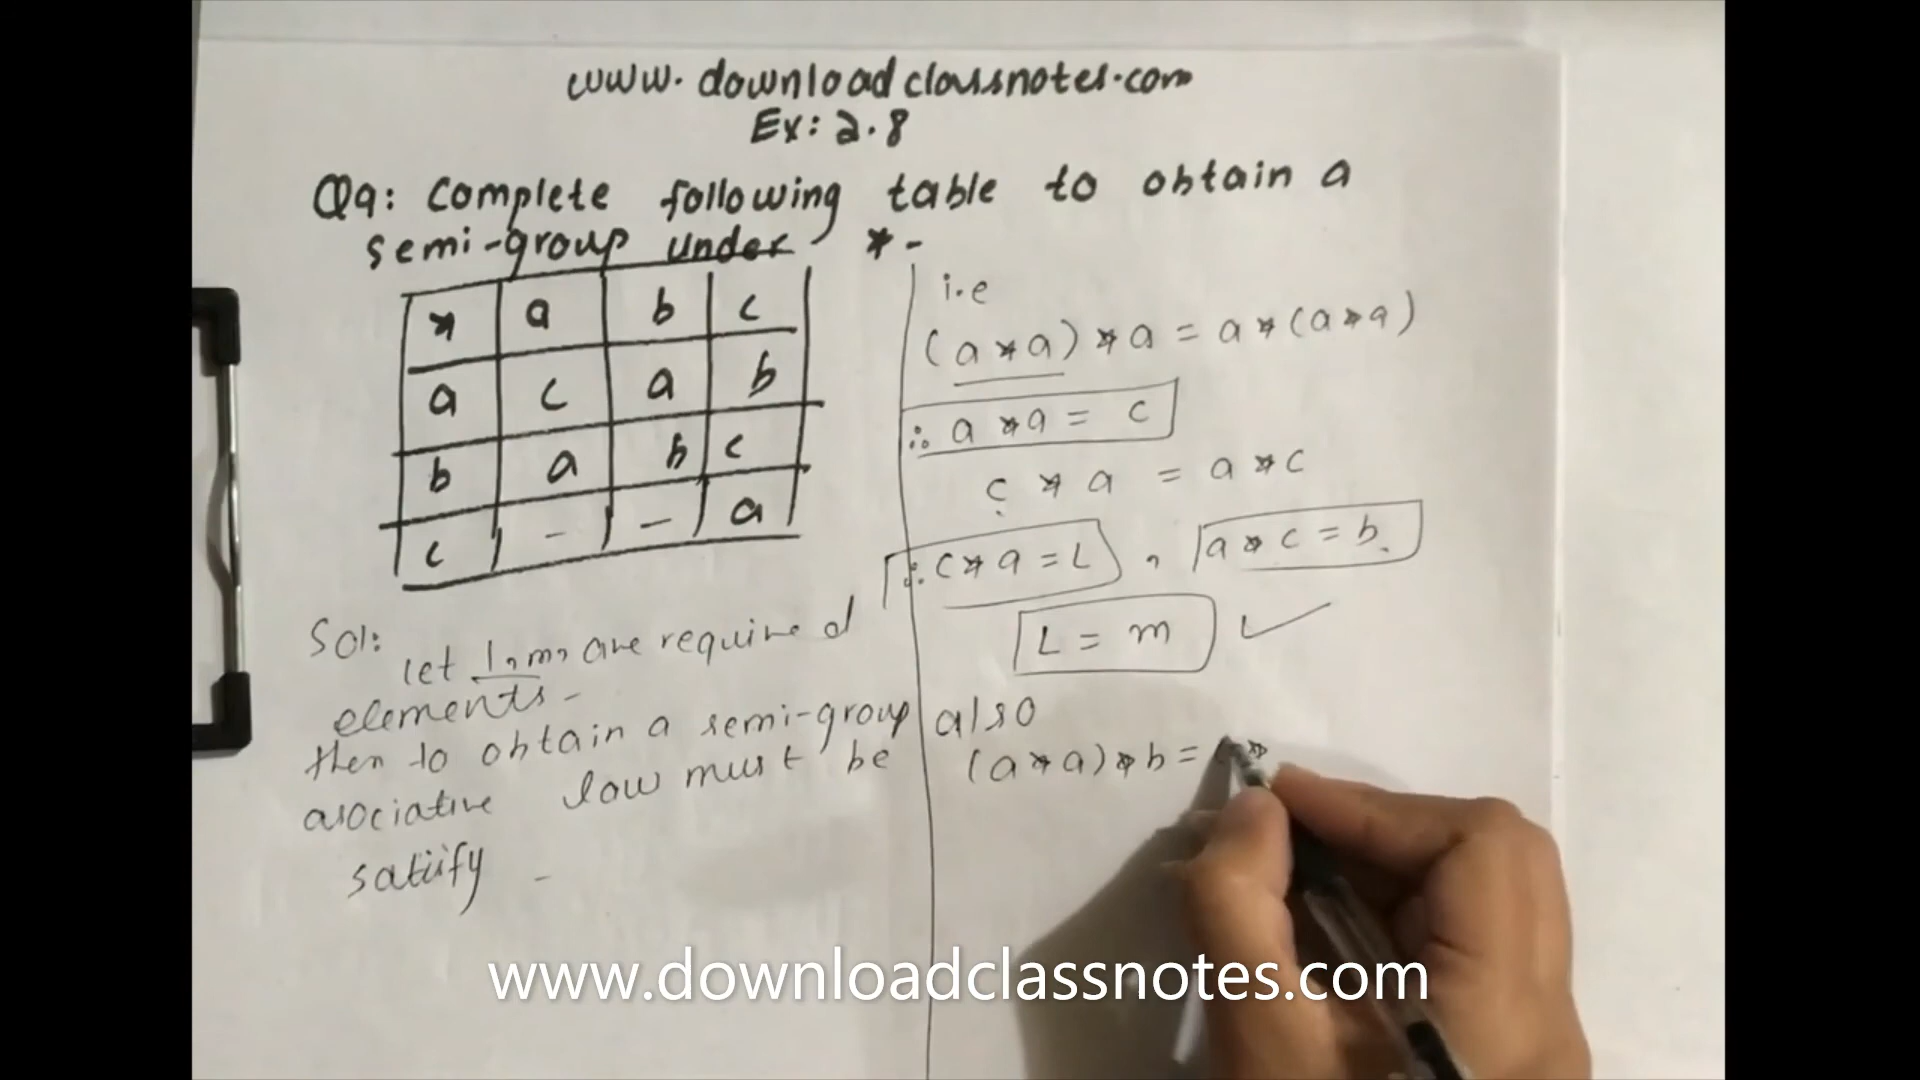 www.downloadclassnotes.com
Ex: 2.8
Q9: Complete following table to obtain a
semi-group under * -
* a b c
a c a b
b a b c
c - - a
Sol:
let l, m, are required
elements -
then to obtain a semi-group
asociative law must be
satisfy -
i.e
(a * a) * a = a * (a * a)
∴ a * a = c
c * a = a * c
∴ c * a = L , a * c = b.
L = m ✓
also
(a * a) * b =
www.downloadclassnotes.com